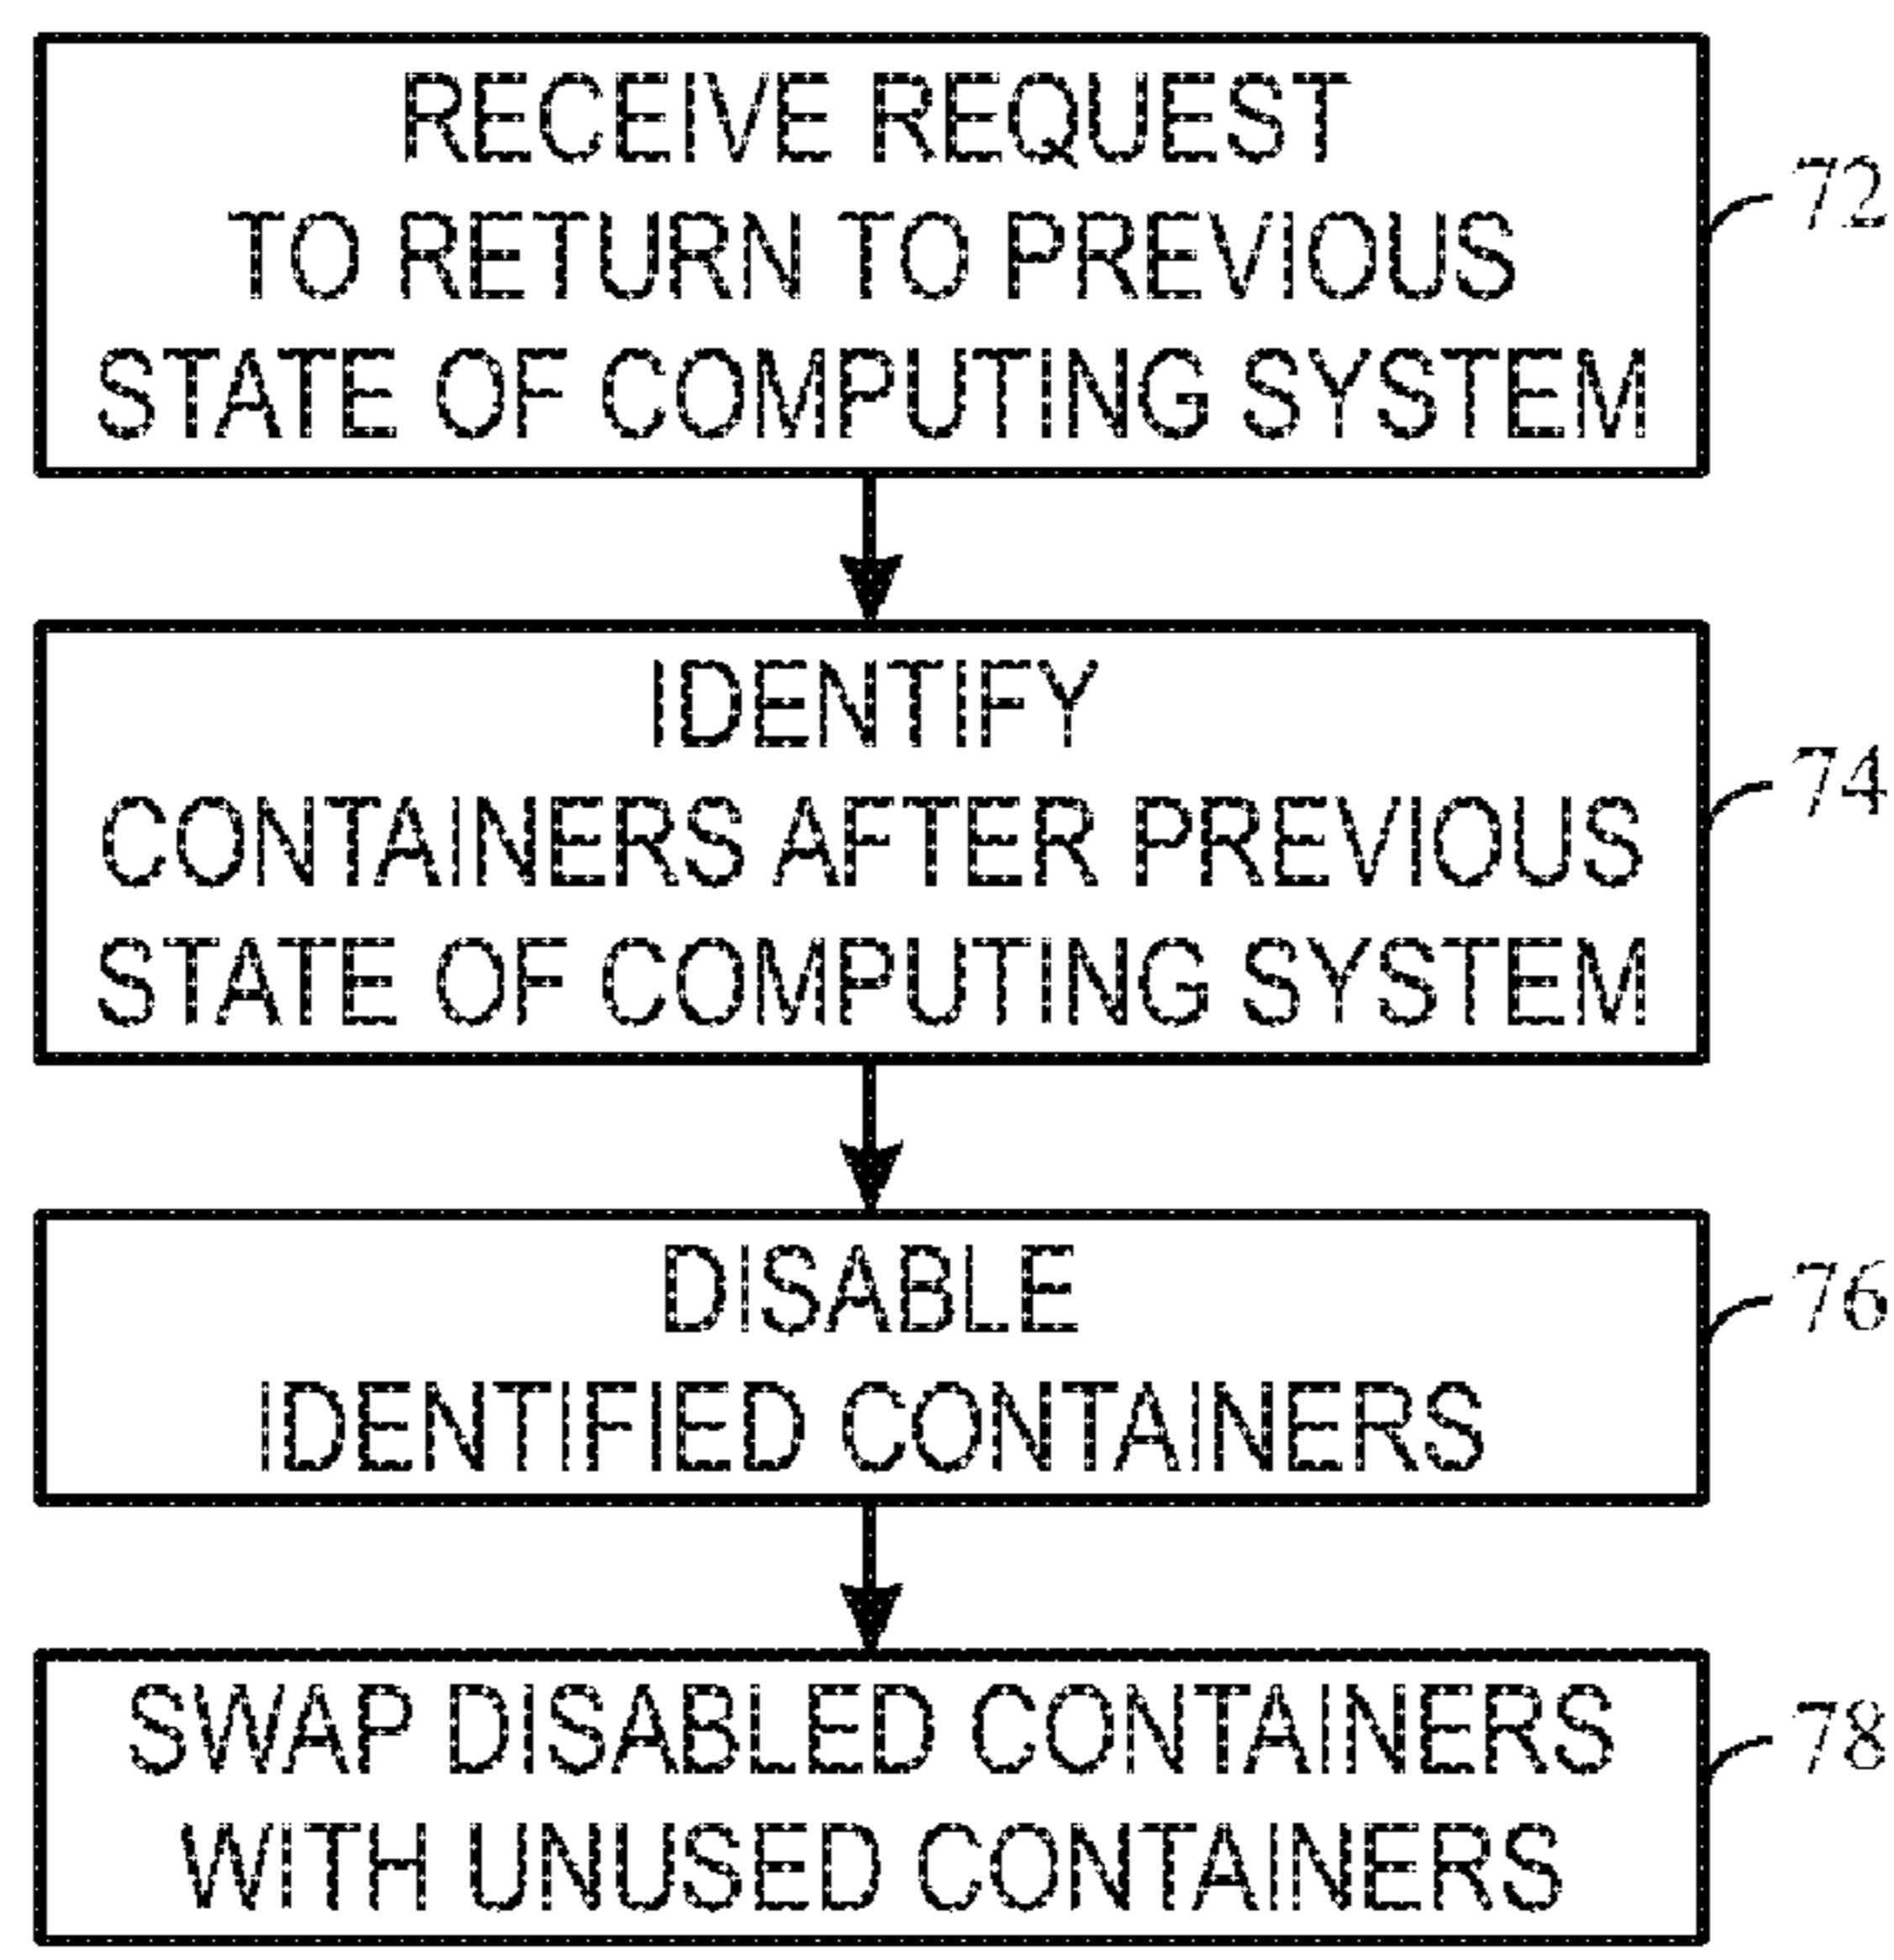 RECEIVE REQUEST
TO RETURN TO PREVIOUS
STATE OF COMPUTING SYSTEM
72
IDENTIFY
CONTAINERS AFTER PREVIOUS
STATE OF COMPUTING SYSTEM
74
DISABLE
IDENTIFIED CONTAINERS
76
SWAP DISABLED CONTAINERS
WITH UNUSED CONTAINERS
78